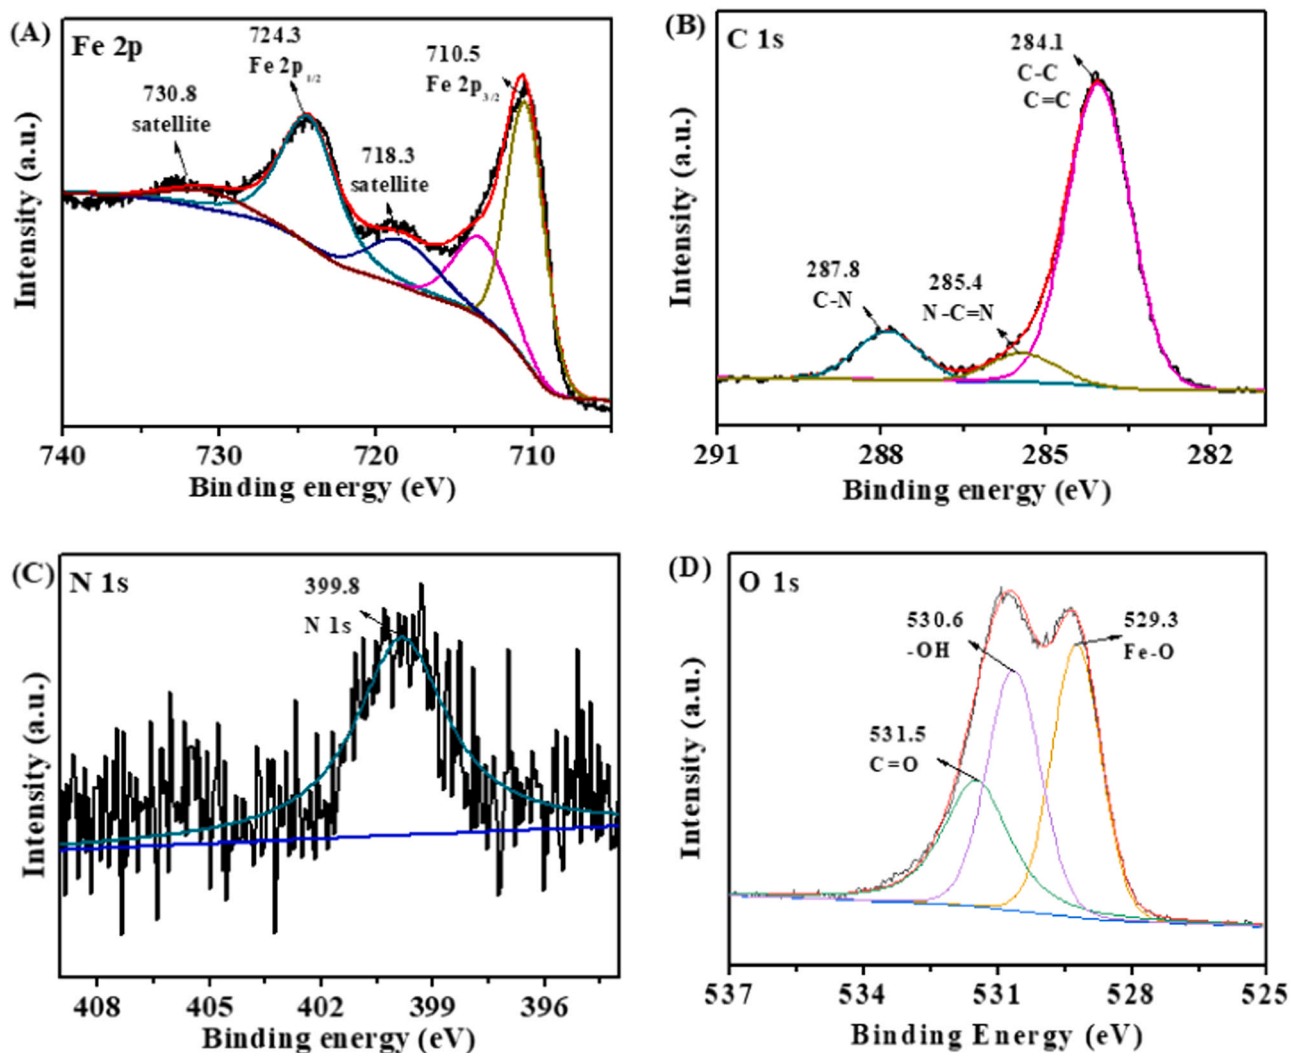 (A)
Fe 2p
724.3
Fe 2p1/2
710.5
Fe 2p3/2
730.8
satellite
718.3
satellite
Intensity (a.u.)
740 730 720 710
Binding energy (eV)
(B)
C 1s
284.1
C-C
C=C
287.8
C-N
285.4
N-C=N
Intensity (a.u.)
291 288 285 282
Binding energy (eV)
(C)
N 1s
399.8
N 1s
Intensity (a.u.)
408 405 402 399 396
Binding energy (eV)
(D)
O 1s
530.6
-OH
529.3
Fe-O
531.5
C=O
Intensity (a.u.)
537 534 531 528 525
Binding Energy (eV)